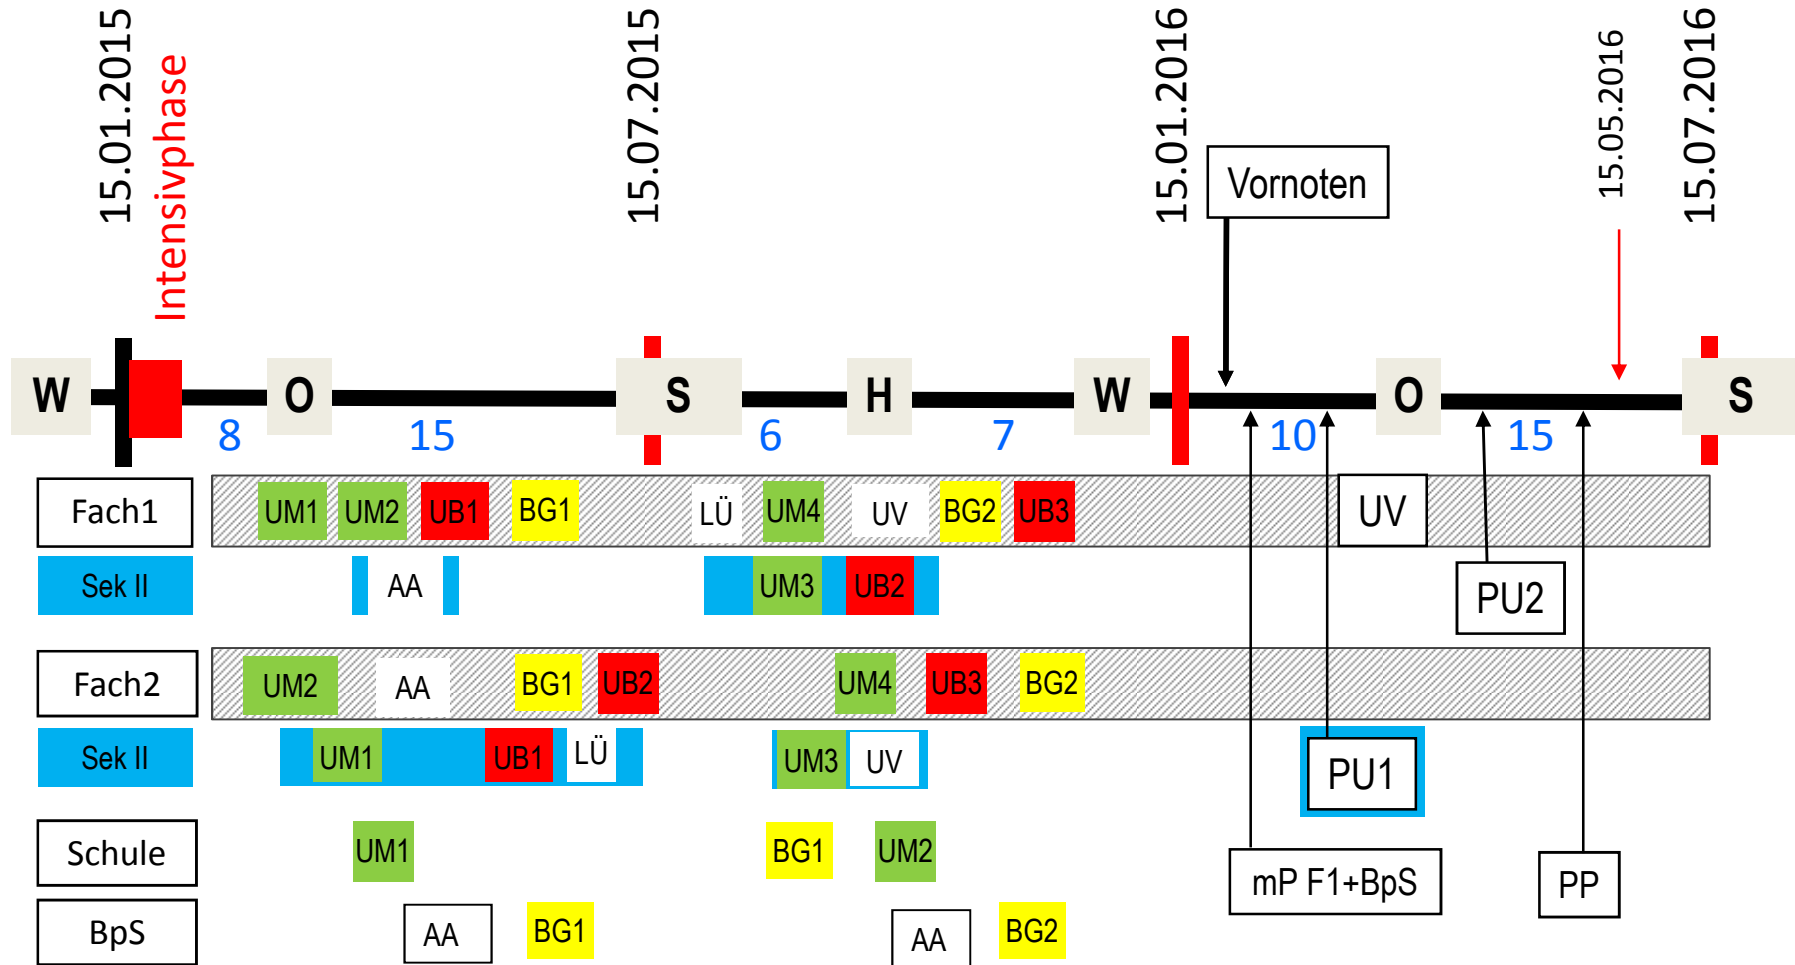 15.01.2015
Intensivphase
15.07.2015
15.01.2016
15.05.2016
15.07.2016
Vornoten
W O S H W O S
8 15 6 7 10 15
Fach1 UM1 UM2 UB1 BG1 LÜ UM4 UV BG2 UB3 UV
Sek II AA UM3 UB2 PU2
Fach2 UM2 AA BG1 UB2 UM4 UB3 BG2
Sek II UM1 UB1 LÜ UM3 UV PU1
Schule UM1 BG1 UM2 mP F1+BpS PP
BpS AA BG1 AA BG2